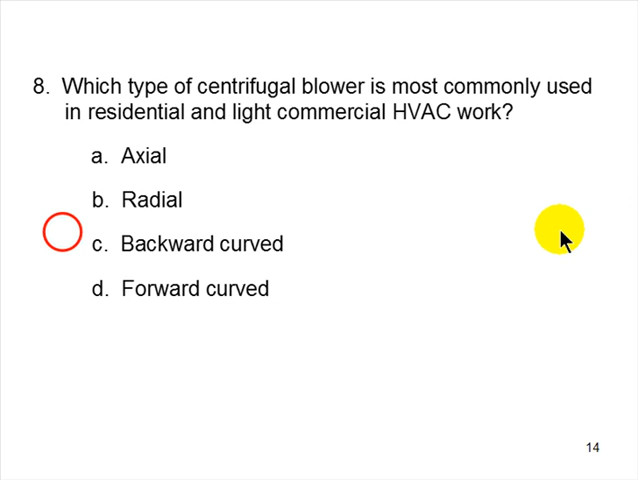 8. Which type of centrifugal blower is most commonly used
in residential and light commercial HVAC work?
a. Axial
b. Radial
c. Backward curved
d. Forward curved
14